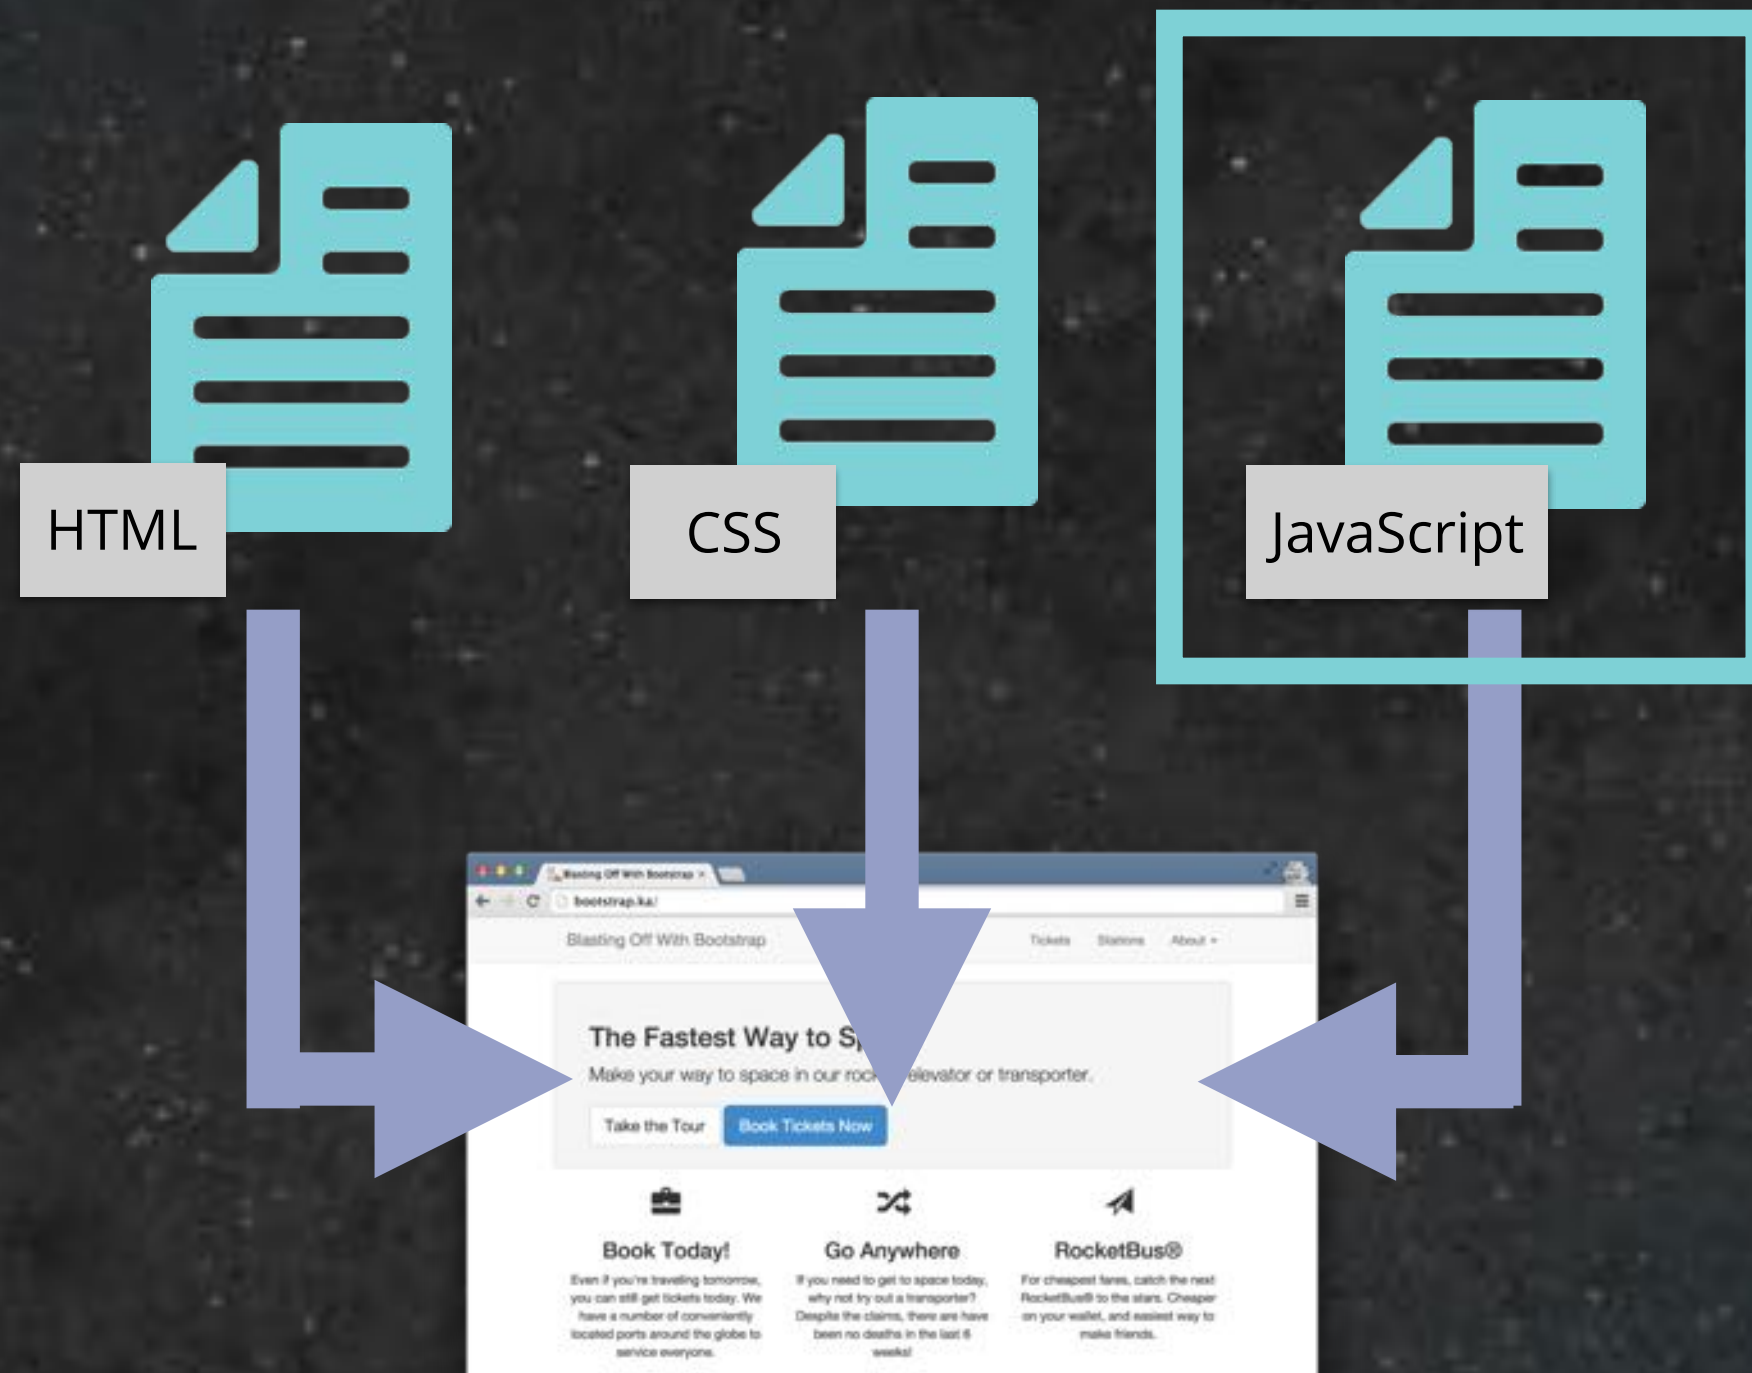 HTML
CSS
JavaScript
Blasting Off With Bootstrap ×
bootstrap.ka/
Blasting Off With Bootstrap
Tickets Stations About
The Fastest Way to S
Make your way to space in our elevator or transporter.
Take the Tour Book Tickets Now
Book Today!
Even if you're traveling tomorrow,
you can still get tickets today. We
have a number of conveniently
located ports around the globe to
service everyone.
Go Anywhere
If you need to get to space today,
why not try out a transporter?
Despite the claims, there are have
been no deaths in the last 6
weeks!
RocketBus®
For cheapest fares, catch the next
RocketBus® to the stars. Cheaper
on your wallet, and easiest way to
make friends.